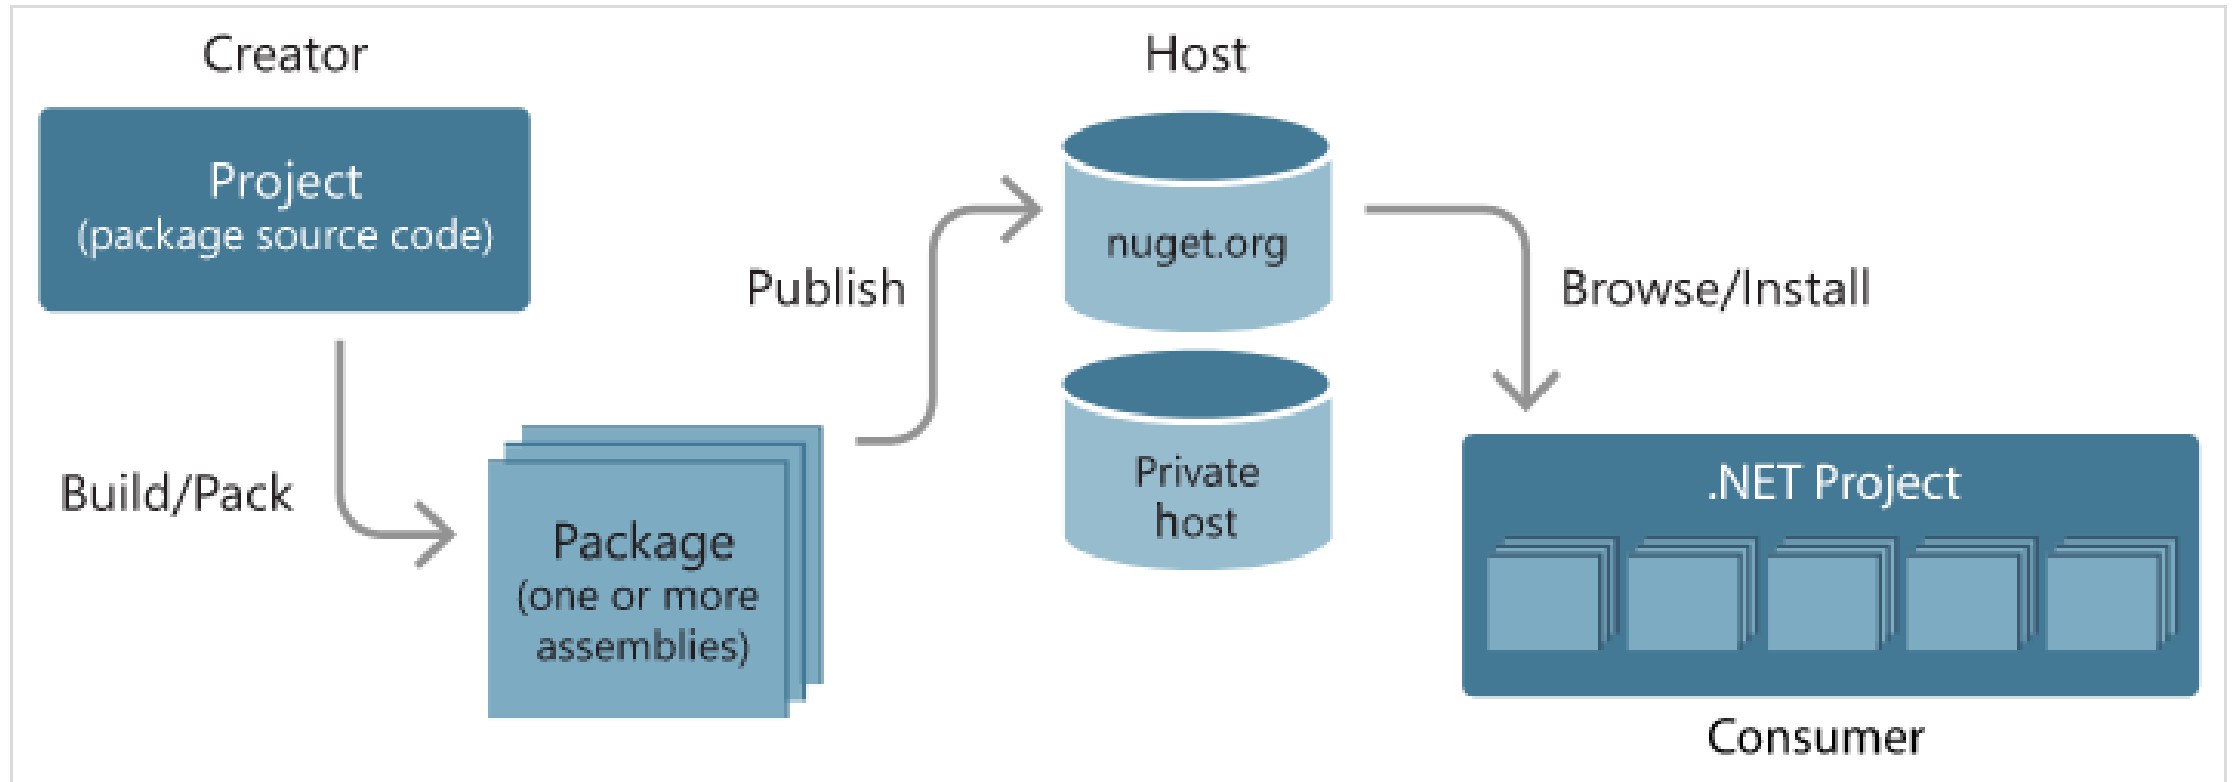 Creator
Project
(package source code)
Build/Pack
Package
(one or more
assemblies)
Publish
Host
nuget.org
Private
host
Browse/Install
.NET Project
Consumer